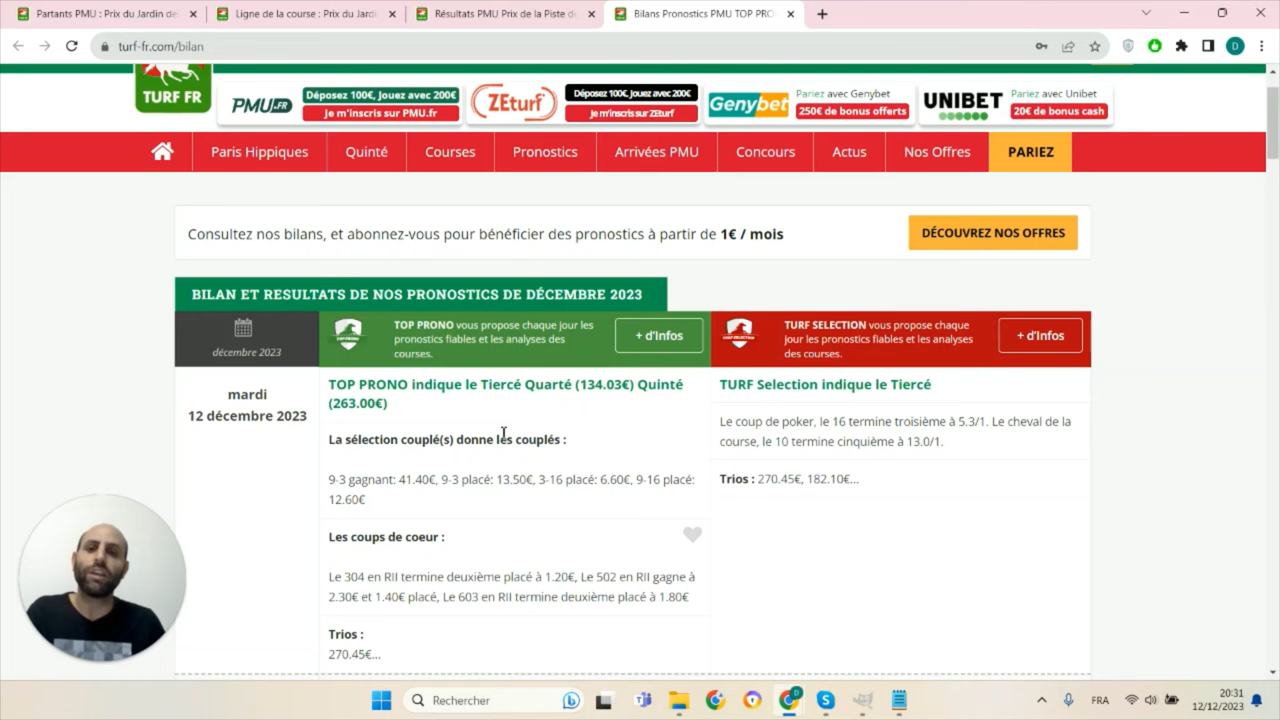 Partants PMU : Prix du Jardin des
Ligne de la course : Prix du Jardi
Résultats PMU Prix de la Piste d
Bilans Pronostics PMU TOP PRO
turf-fr.com/bilan
D
TURF FR
PMU.FR
Déposez 100€, Jouez avec 200€
Je m'inscris sur PMU.fr
ZEturf
Déposez 100€, Jouez avec 200€
Je m'inscris sur ZEturf
Genybet
Pariez avec Genybet
250€ de bonus offerts
UNIBET
Pariez avec Unibet
20€ de bonus cash
Paris Hippiques
Quinté
Courses
Pronostics
Arrivées PMU
Concours
Actus
Nos Offres
PARIEZ
Consultez nos bilans, et abonnez-vous pour bénéficier des pronostics à partir de 1€ / mois
DÉCOUVREZ NOS OFFRES
BILAN ET RESULTATS DE NOS PRONOSTICS DE DÉCEMBRE 2023
décembre 2023
TOP PRONO
TOP PRONO vous propose chaque jour les
pronostics fiables et les analyses des
courses.
+ d'Infos
TURF SELECTION
TURF SELECTION vous propose chaque
jour les pronostics fiables et les analyses
des courses.
+ d'Infos
mardi
12 décembre 2023
TOP PRONO indique le Tiercé Quarté (134.03€) Quinté
(263.00€)
La sélection couplé(s) donne les couplés :
9-3 gagnant: 41.40€, 9-3 placé: 13.50€, 3-16 placé: 6.60€, 9-16 placé:
12.60€
Les coups de coeur :
Le 304 en RII termine deuxième placé à 1.20€, Le 502 en RII gagne à
2.30€ et 1.40€ placé, Le 603 en RII termine deuxième placé à 1.80€
Trios :
270.45€...
TURF Selection indique le Tiercé
Le coup de poker, le 16 termine troisième à 5.3/1. Le cheval de la
course, le 10 termine cinquième à 13.0/1.
Trios : 270.45€, 182.10€...
Rechercher
FRA
20:31
12/12/2023